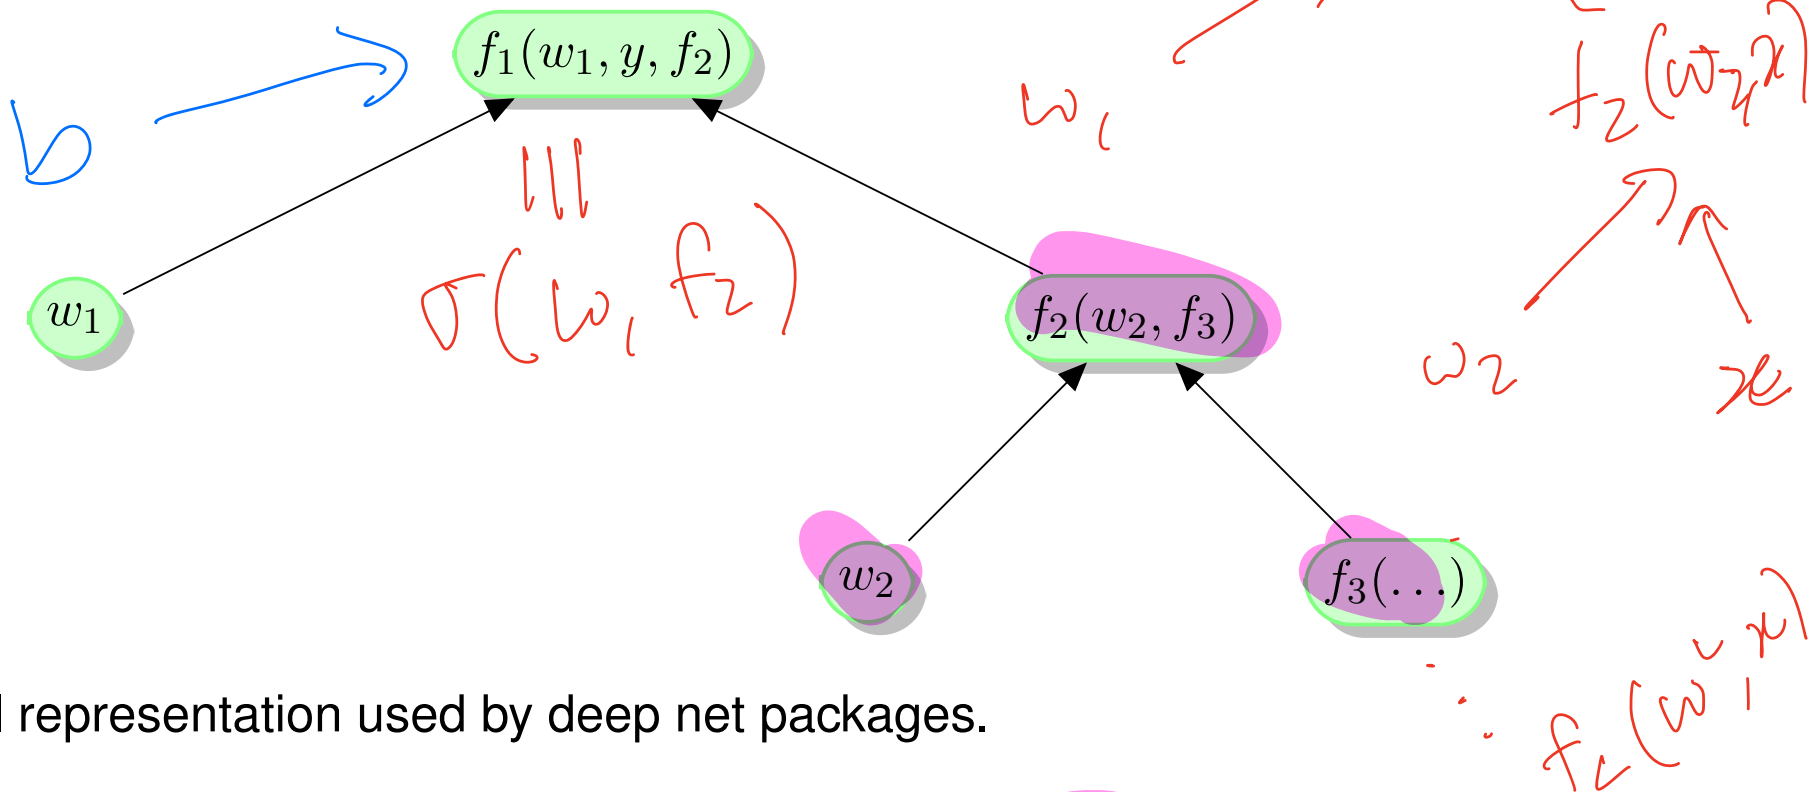 f₁(w₁, y, f₂)
b
w₁
f₂(w₂, x)
|||
σ(w₁ f₂)
w₁
f₂(w₂, f₃)
w₂
x
w₂
f₃(...)
representation used by deep net packages.